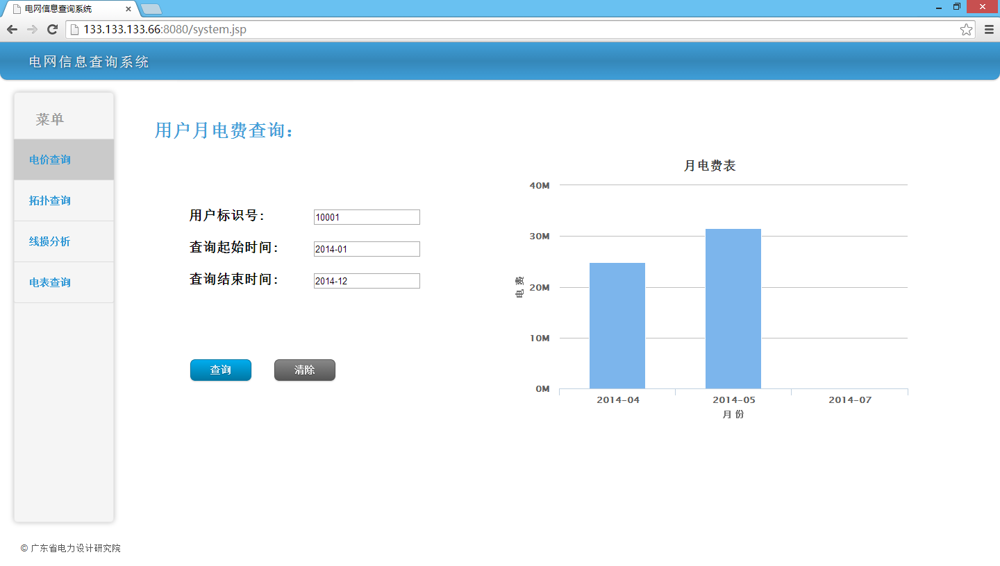 电网信息查询系统
133.133.133.66:8080/system.jsp
电网信息查询系统
菜单
电价查询
拓扑查询
线损分析
电表查询
用户月电费查询：
用户标识号： 10001
查询起始时间： 2014-01
查询结束时间： 2014-12
查询 清除
月电费表
40M
30M
20M
10M
0M
电 费
2014-04 2014-05 2014-07
月 份
© 广东省电力设计研究院